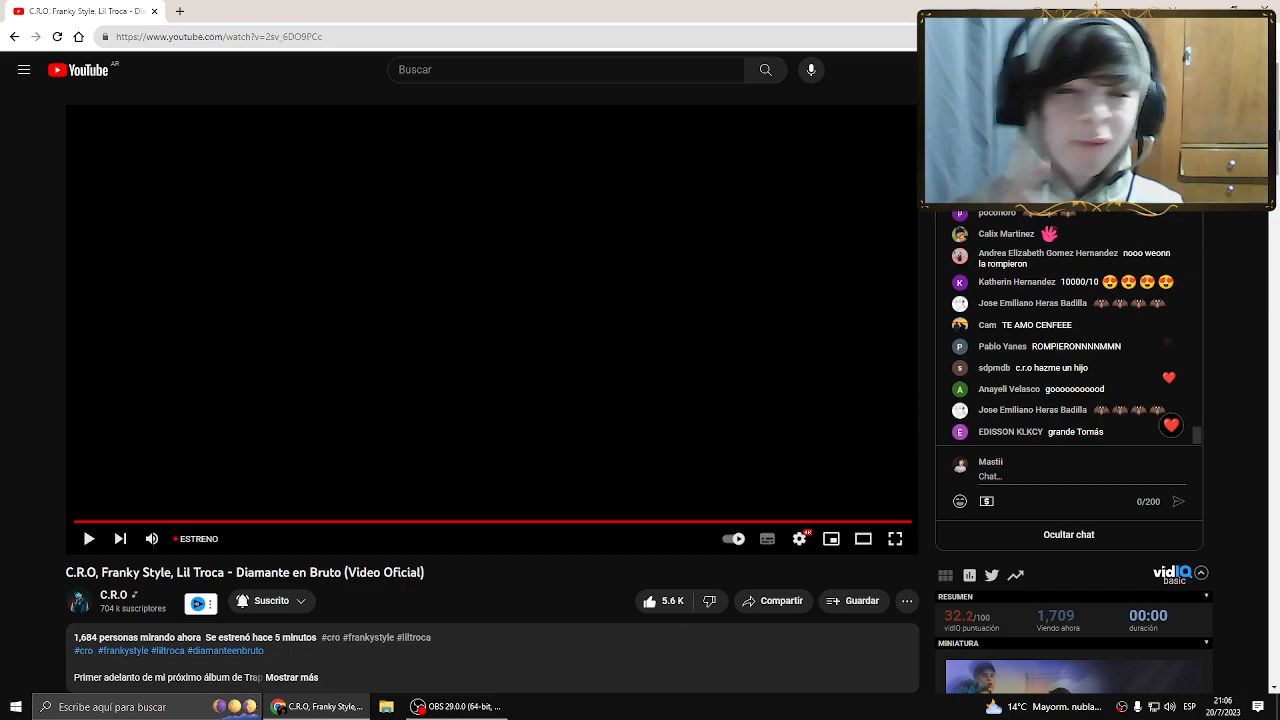 C.R.O, Franky Style, Lil Troca - Dia
https://www.youtube.com/watch?v=2sv_6DO9PCc
YouTube AR
Buscar
pocofloro
Calix Martinez
Andrea Elizabeth Gomez Hernandez nooo weonn
la rompieron
K Katherin Hernandez 10000/10
Jose Emiliano Heras Badilla
Cam TE AMO CENFEEE
P Pablo Yanes ROMPIERONNNNMMN
s sdpmdb c.r.o hazme un hijo
A Anayeli Velasco goooooooood
Jose Emiliano Heras Badilla
E EDISSON KLKCY grande Tomás
Mastii
Chat...
0/200
Ocultar chat
ESTRENO
4K
C.R.O, Franky Style, Lil Troca - Diamante en Bruto (Video Oficial)
C.R.O
704 k suscriptores
Suscrito
5.6 K
Compartir
Guardar
1,684 personas mirando ahora Se estrenó hace 5 minutos #cro #frankystyle #liltroca
#cro #frankystyle #liltroca #diamanteenbruto
Primer adelanto de mi próximo álbum de Trap, Dilemmas
vidIQ
basic
RESUMEN
32.2/100
vidIQ puntuación
1,709
Viendo ahora
00:00
duración
MINIATURA
Escribe aquí para buscar
C.R.O, Franky Style,...
OBS 29.0.0 (64-bit, ...
14°C Mayorm. nubla...
ESP
21:06
20/7/2023